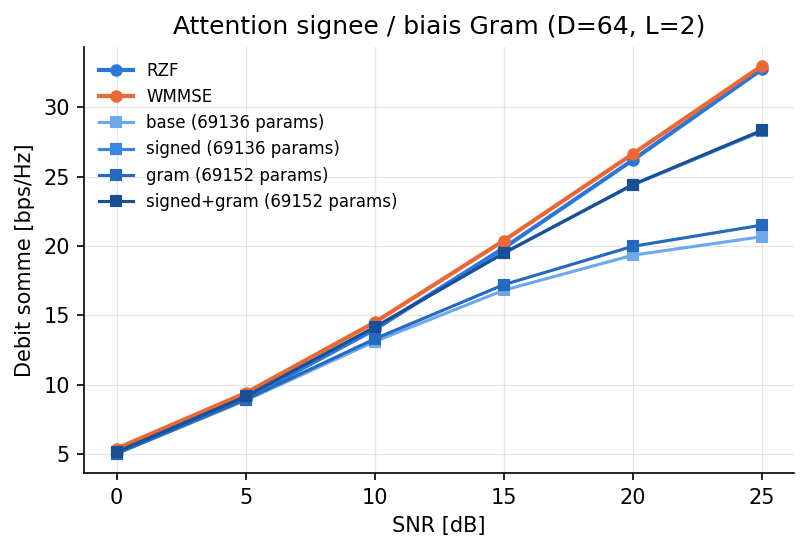 Attention signee / biais Gram (D=64, L=2)
RZF
WMMSE
base (69136 params)
signed (69136 params)
gram (69152 params)
signed+gram (69152 params)
Debit somme [bps/Hz]
30
25
20
15
10
5
0 5 10 15 20 25
SNR [dB]